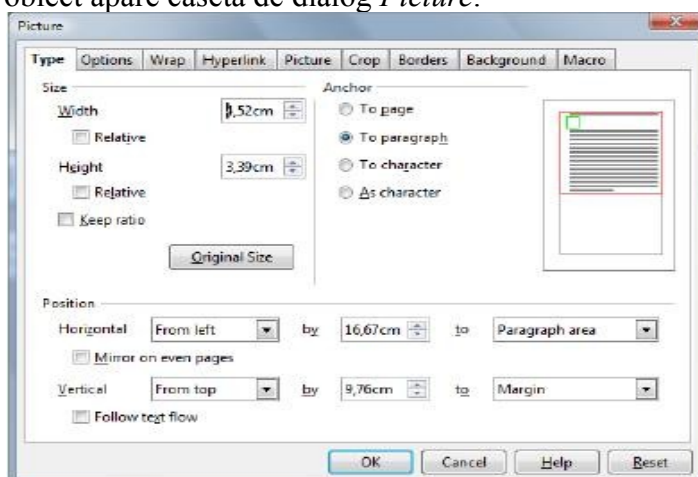 obiect apare caseta de dialog Picture.
Picture
Type Options Wrap Hyperlink Picture Crop Borders Background Macro
Size Anchor
Width ,52cm To page
Relative To paragraph
Height 3,39cm To character
Relative As character
Keep ratio
Original Size
Position
Horizontal From left by 16,67cm to Paragraph area
Mirror on even pages
Vertical From top by 9,76cm to Margin
Follow text flow
OK Cancel Help Reset